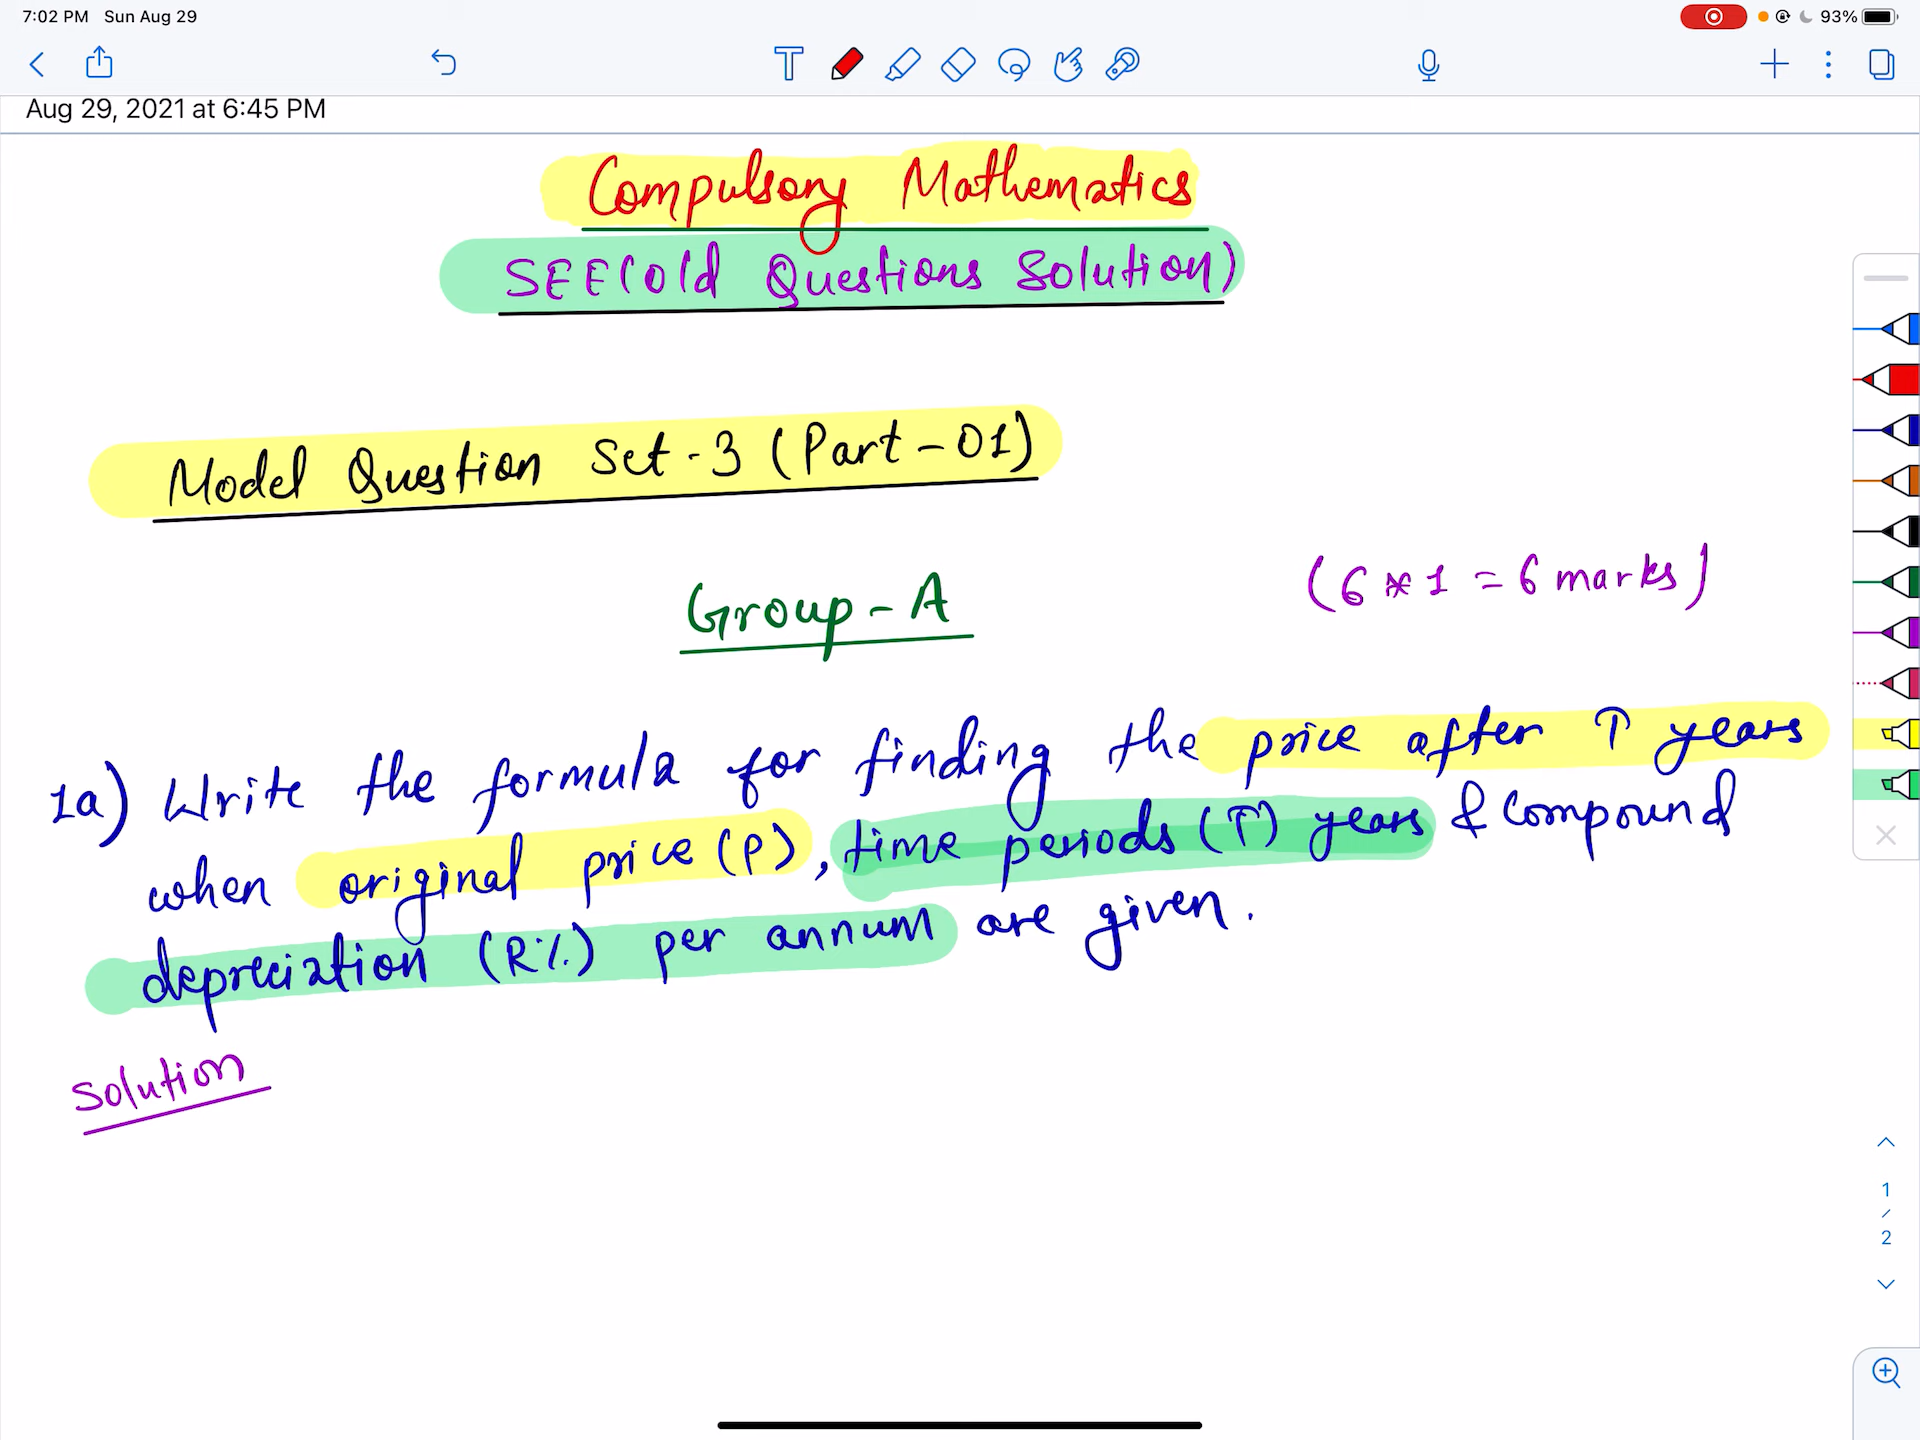 7:02 PM Sun Aug 29
93%
Aug 29, 2021 at 6:45 PM
Compulsory Mathematics
SEE(Old Questions Solution)
Model Question Set-3 (Part-01)
Group-A
(6*1=6 marks)
1a) Write the formula for finding the price after T years
when original price (P), time periods (T) years & compound
depreciation (R%) per annum are given.
Solution
1
/
2